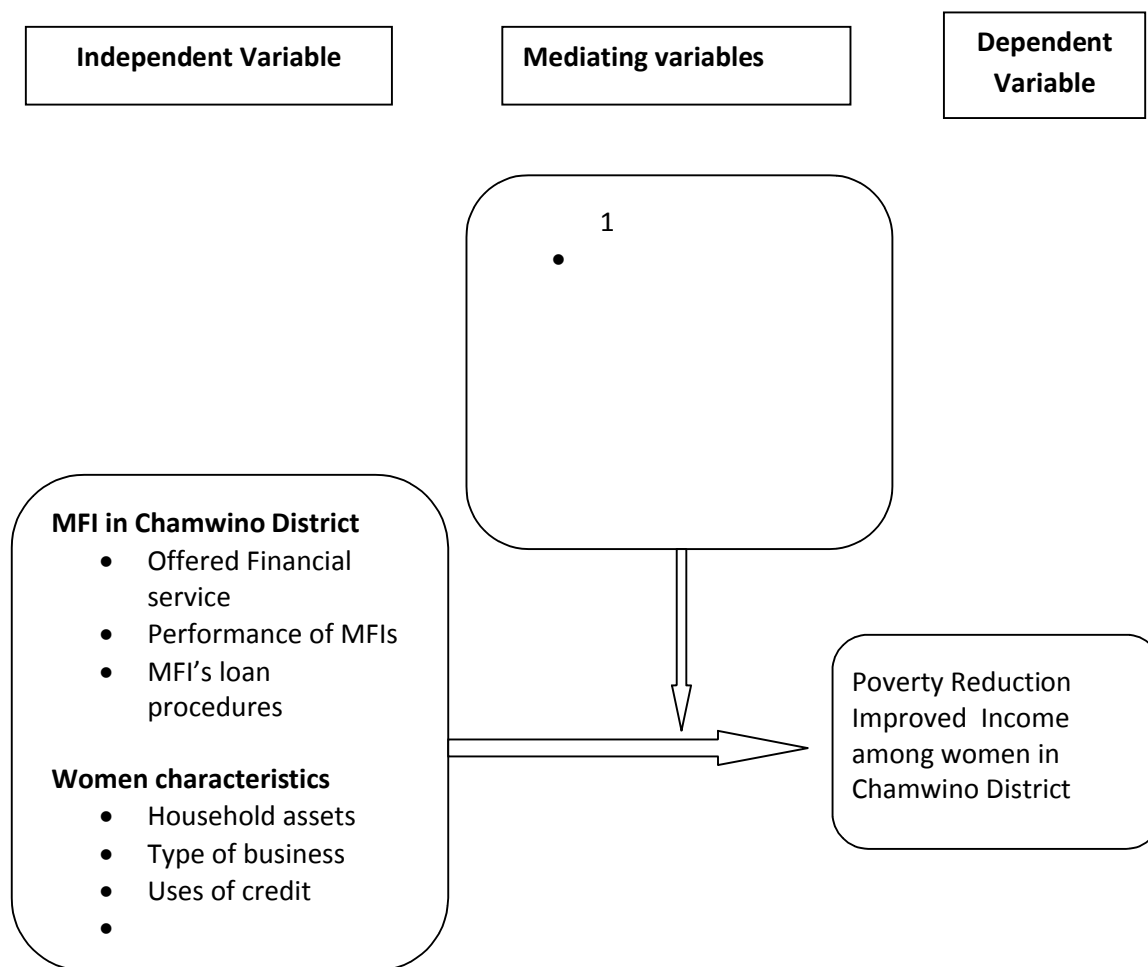 Independent Variable
Mediating variables
Dependent
Variable
1
•
MFI in Chamwino District
• Offered Financial
service
• Performance of MFIs
• MFI’s loan
procedures
Women characteristics
• Household assets
• Type of business
• Uses of credit
•
Poverty Reduction
Improved Income
among women in
Chamwino District